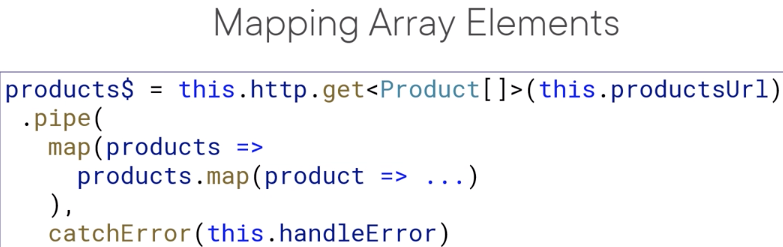 Mapping Array Elements
products$ = this.http.get<Product[]>(this.productsUrl)
.pipe(
map(products =>
products.map(product => ...)
),
catchError(this.handleError)